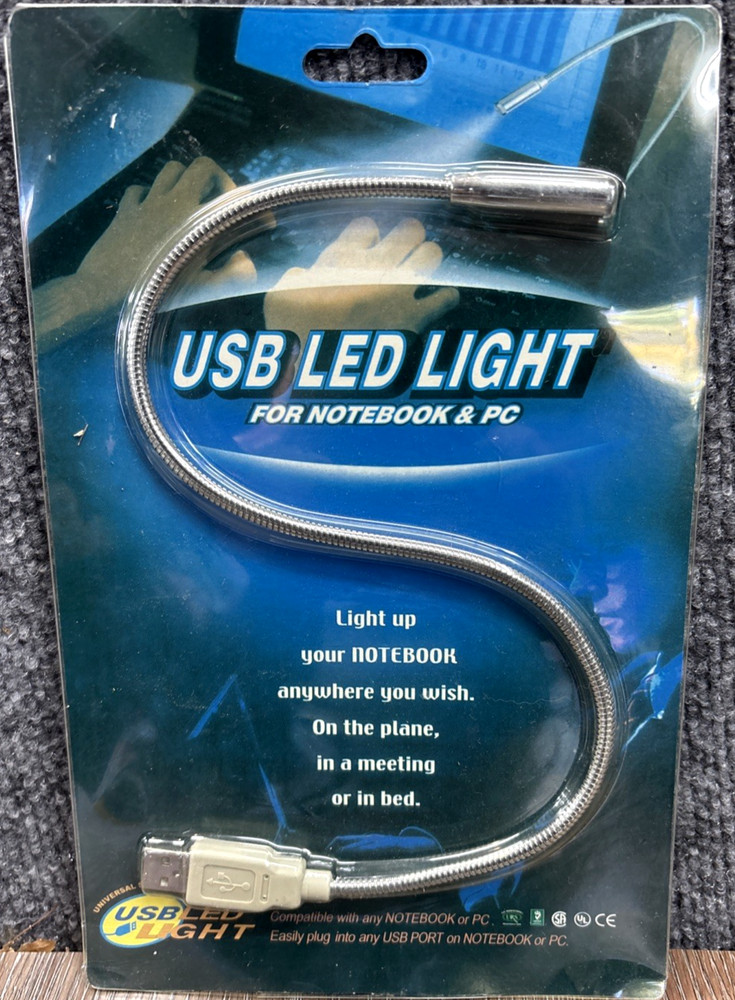 USB LED LIGHT
FOR NOTEBOOK & PC
Light up
your NOTEBOOK
anywhere you wish.
On the plane,
in a meeting
or in bed.
UNIVERSAL
USB LED
LIGHT
Compatible with any NOTEBOOK or PC.
Easily plug into any USB PORT on NOTEBOOK or PC.